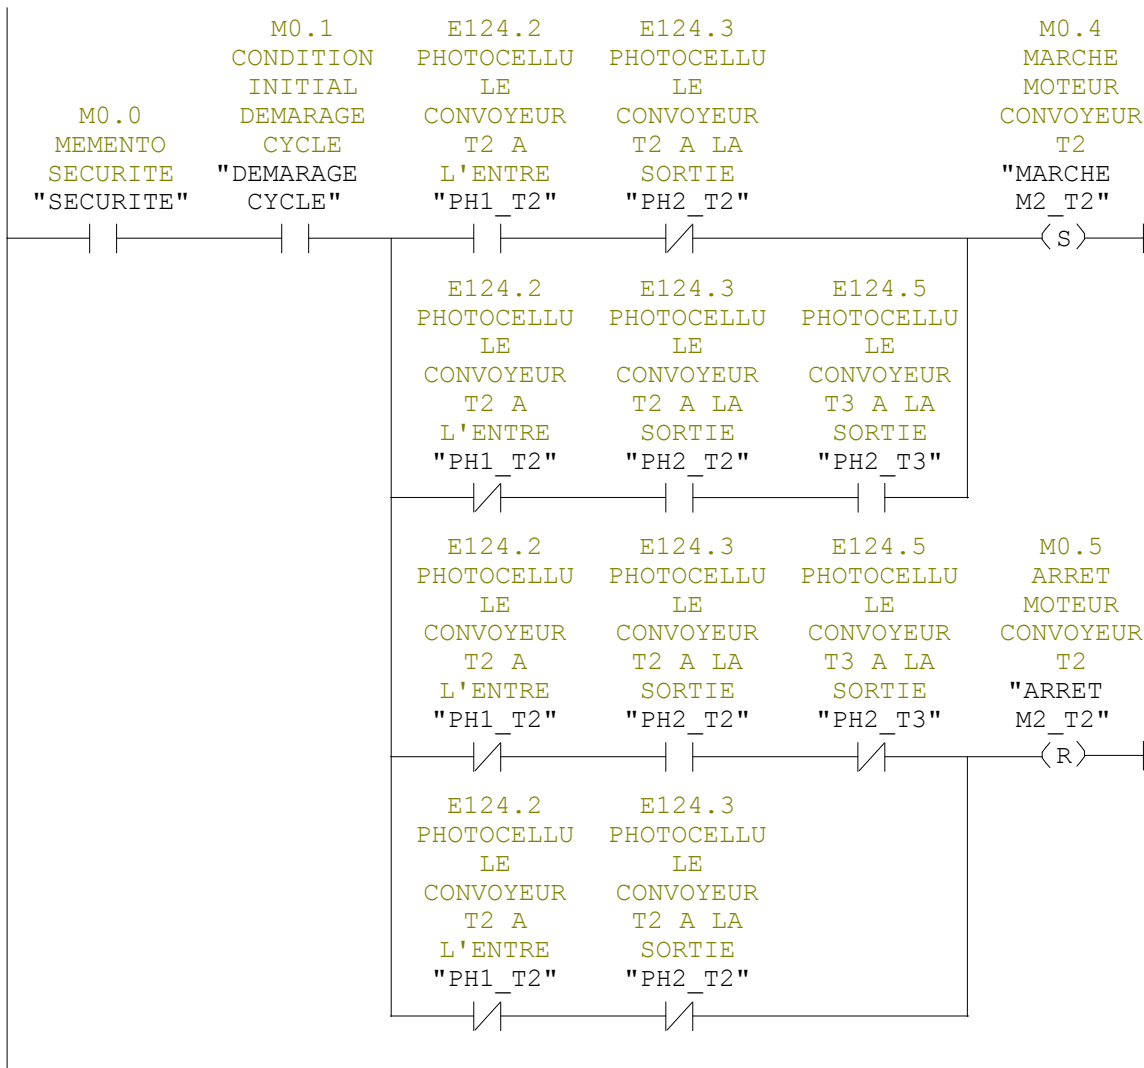 M0.1
CONDITION
INITIAL
DEMARAGE
CYCLE
"DEMARAGE
CYCLE"
E124.2
PHOTOCELLU
LE
CONVOYEUR
T2 A
L'ENTRE
"PH1_T2"
E124.3
PHOTOCELLU
LE
CONVOYEUR
T2 A LA
SORTIE
"PH2_T2"
M0.4
MARCHE
MOTEUR
CONVOYEUR
T2
"MARCHE
M2_T2"
M0.0
MEMENTO
SECURITE
"SECURITE"
S
E124.2
PHOTOCELLU
LE
CONVOYEUR
T2 A
L'ENTRE
"PH1_T2"
E124.3
PHOTOCELLU
LE
CONVOYEUR
T2 A LA
SORTIE
"PH2_T2"
E124.5
PHOTOCELLU
LE
CONVOYEUR
T3 A LA
SORTIE
"PH2_T3"
E124.2
PHOTOCELLU
LE
CONVOYEUR
T2 A
L'ENTRE
"PH1_T2"
E124.3
PHOTOCELLU
LE
CONVOYEUR
T2 A LA
SORTIE
"PH2_T2"
E124.5
PHOTOCELLU
LE
CONVOYEUR
T3 A LA
SORTIE
"PH2_T3"
M0.5
ARRET
MOTEUR
CONVOYEUR
T2
"ARRET
M2_T2"
R
E124.2
PHOTOCELLU
LE
CONVOYEUR
T2 A
L'ENTRE
"PH1_T2"
E124.3
PHOTOCELLU
LE
CONVOYEUR
T2 A LA
SORTIE
"PH2_T2"